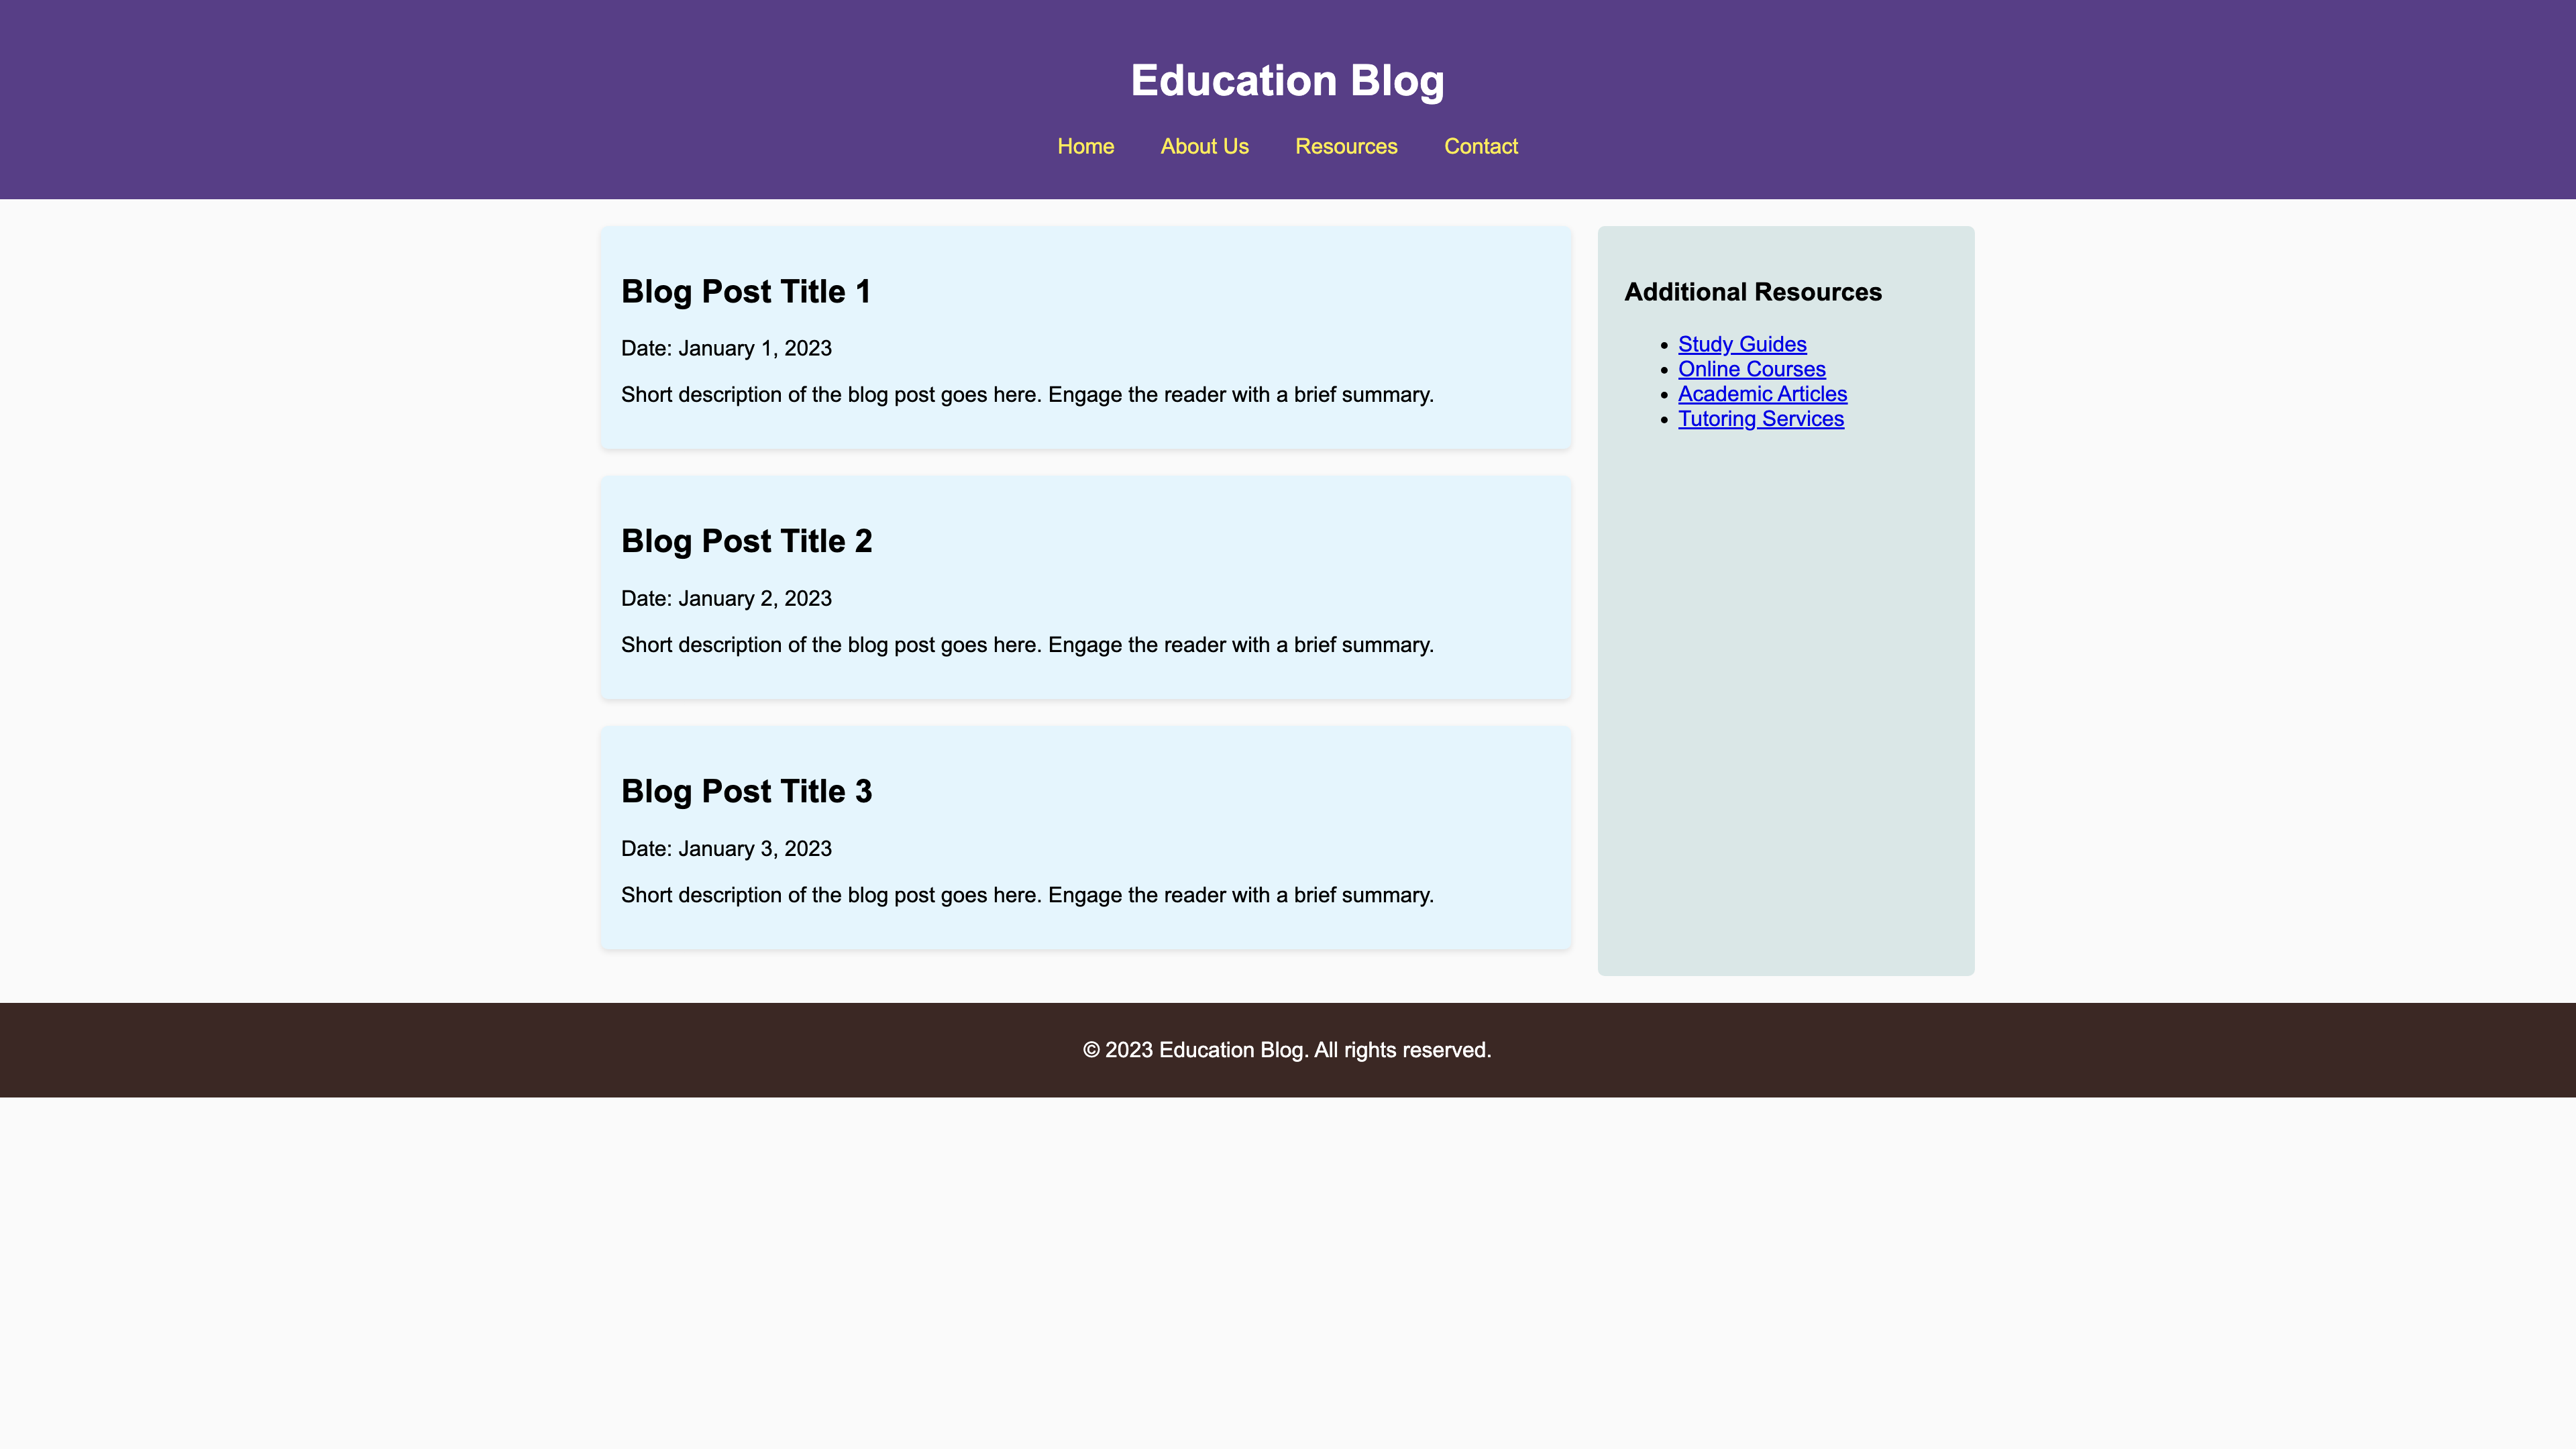 Education Blog
Home About Us Resources Contact
Blog Post Title 1
Date: January 1, 2023
Short description of the blog post goes here. Engage the reader with a brief summary.
Blog Post Title 2
Date: January 2, 2023
Short description of the blog post goes here. Engage the reader with a brief summary.
Blog Post Title 3
Date: January 3, 2023
Short description of the blog post goes here. Engage the reader with a brief summary.
Additional Resources
Study Guides
Online Courses
Academic Articles
Tutoring Services
© 2023 Education Blog. All rights reserved.